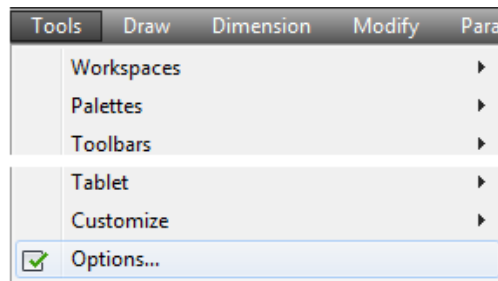 Tools Draw Dimension Modify Para
Workspaces
Palettes
Toolbars
Tablet
Customize
Options...